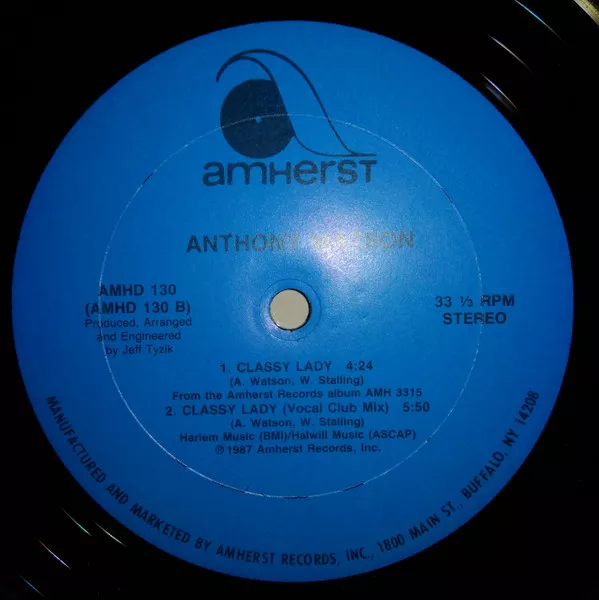 amHerST
ANTHONY WATSON
AMHD 130
(AMHD 130 B)
Produced, Arranged
and Engineered
by Jeff Tyzik
33 ⅓ RPM
STEREO
1. CLASSY LADY 4:24
(A. Watson, W. Stalling)
From the Amherst Records album AMH 3315
2. CLASSY LADY (Vocal Club Mix) 5:50
(A. Watson, W. Stalling)
Harlem Music (BMI)/Halwill Music (ASCAP)
℗1987 Amherst Records, Inc.
MANUFACTURED AND MARKETED BY AMHERST RECORDS, INC., 1800 MAIN ST., BUFFALO, NY 14208